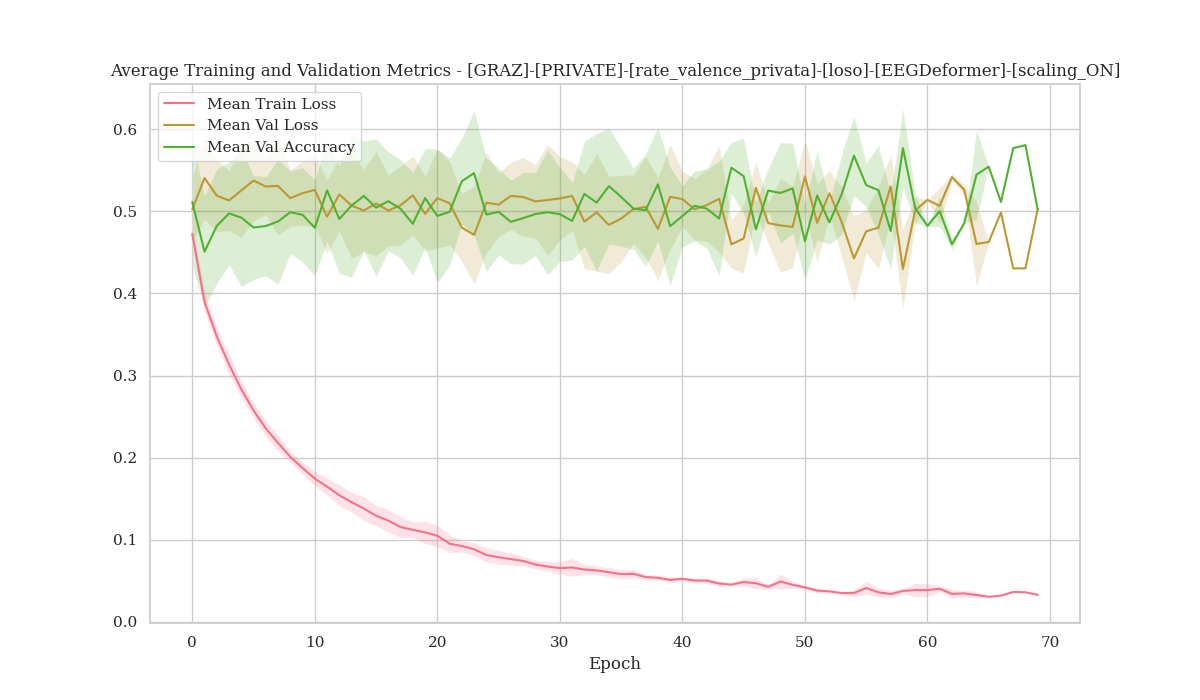 Average Training and Validation Metrics - [GRAZ]-[PRIVATE]-[rate_valence_privata]-[loso]-[EEGDeformer]-[scaling_ON]
Mean Train Loss
Mean Val Loss
Mean Val Accuracy
0.6
0.5
0.4
0.3
0.2
0.1
0.0
0 10 20 30 40 50 60 70
Epoch